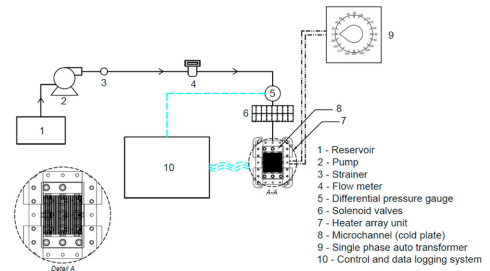 9
3
4
2
5
8
6
7
1
10
A-A
1 - Reservoir
2 - Pump
3 - Strainer
4 - Flow meter
5 - Differential pressure gauge
6 - Solenoid valves
7 - Heater array unit
8 - Microchannel (cold plate)
9 - Single phase auto transformer
10 - Control and data logging system
Detail A